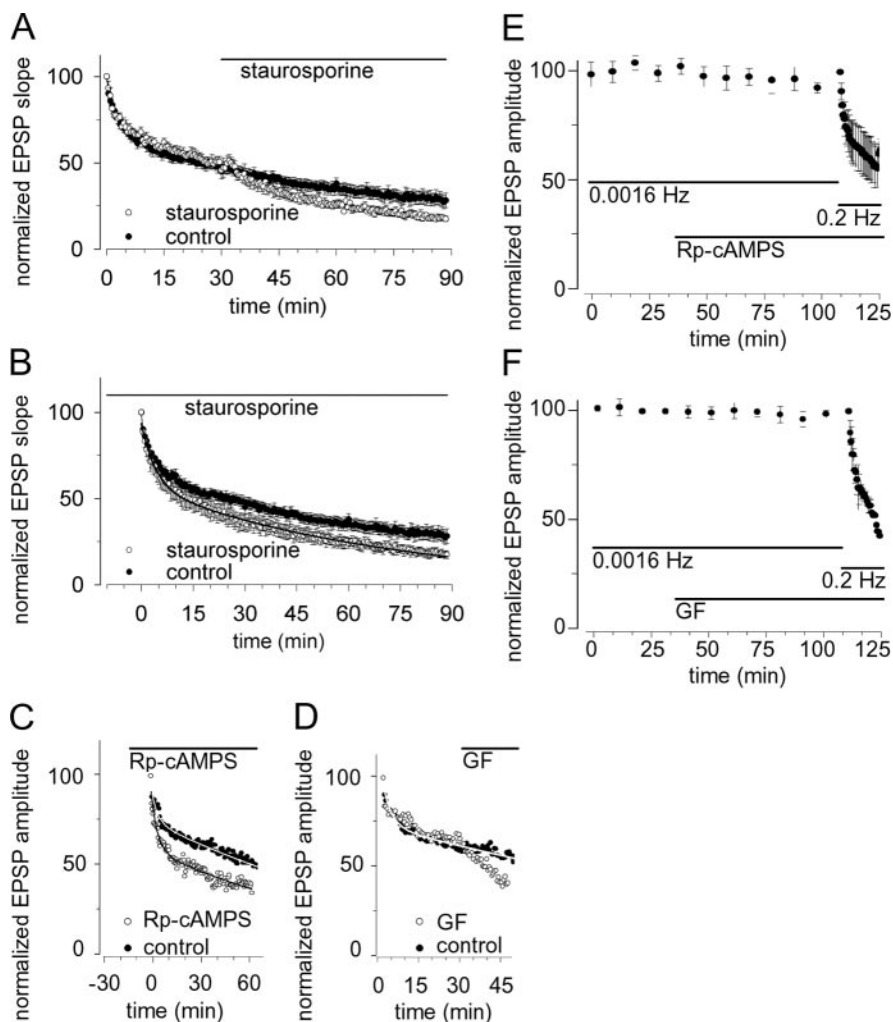 A
staurosporine
normalized EPSP slope
100
50
0
staurosporine
control
0 15 30 45 60 75 90
time (min)
B
staurosporine
normalized EPSP slope
100
50
0
staurosporine
control
0 15 30 45 60 75 90
time (min)
C
Rp-cAMPS
normalized EPSP amplitude
100
50
0
Rp-cAMPS
control
-30 0 30 60
time (min)
D
GF
normalized EPSP amplitude
100
50
0
GF
control
0 15 30 45
time (min)
E
normalized EPSP amplitude
100
50
0
0.0016 Hz
0.2 Hz
Rp-cAMPS
0 25 50 75 100 125
time (min)
F
normalized EPSP amplitude
100
50
0
0.0016 Hz
0.2 Hz
GF
0 25 50 75 100 125
time (min)